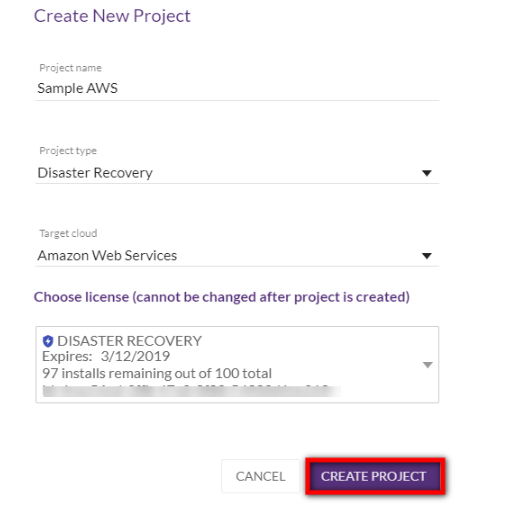 Create New Project
Project name
Sample AWS
Project type
Disaster Recovery
Target cloud
Amazon Web Services
Choose license (cannot be changed after project is created)
DISASTER RECOVERY
Expires: 3/12/2019
97 installs remaining out of 100 total
CANCEL
CREATE PROJECT